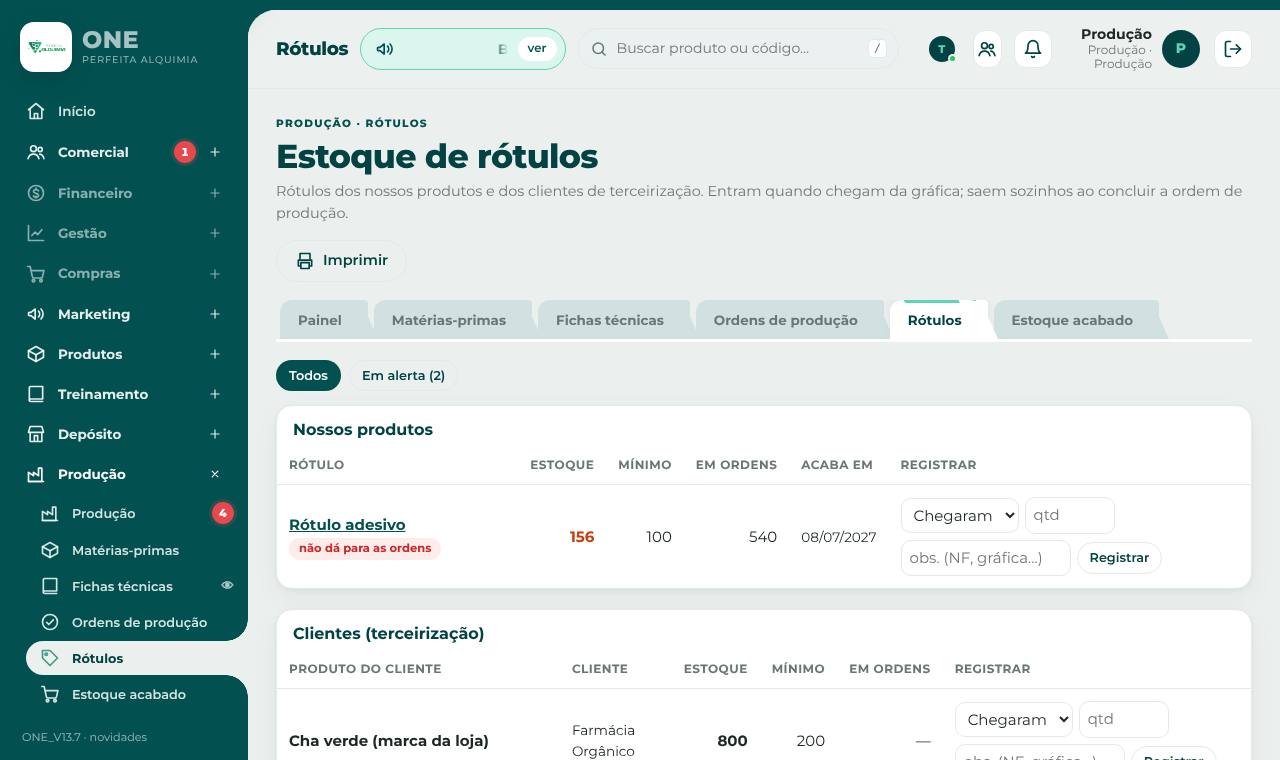 ONE
PERFEITA ALQUIMIA
Início
Comercial 1 +
Financeiro +
Gestão +
Compras +
Marketing +
Produtos +
Treinamento +
Depósito +
Produção ×
Produção 4
Matérias-primas
Fichas técnicas
Ordens de produção
Rótulos
Estoque acabado
ONE_V13.7 · novidades
Rótulos
ver
Buscar produto ou código... /
T
Produção
Produção ·
Produção
P
PRODUÇÃO · RÓTULOS
Estoque de rótulos
Rótulos dos nossos produtos e dos clientes de terceirização. Entram quando chegam da gráfica; saem sozinhos ao concluir a ordem de
produção.
Imprimir
Painel Matérias-primas Fichas técnicas Ordens de produção Rótulos Estoque acabado
Todos Em alerta (2)
Nossos produtos
RÓTULO ESTOQUE MÍNIMO EM ORDENS ACABA EM REGISTRAR
Rótulo adesivo
não dá para as ordens
156 100 540 08/07/2027
Chegaram qtd
obs. (NF, gráfica...) Registrar
Clientes (terceirização)
PRODUTO DO CLIENTE CLIENTE ESTOQUE MÍNIMO EM ORDENS REGISTRAR
Cha verde (marca da loja)
Farmácia
Orgânico
800 200 —
Chegaram qtd
obs. (NF, gráfica...) Registrar